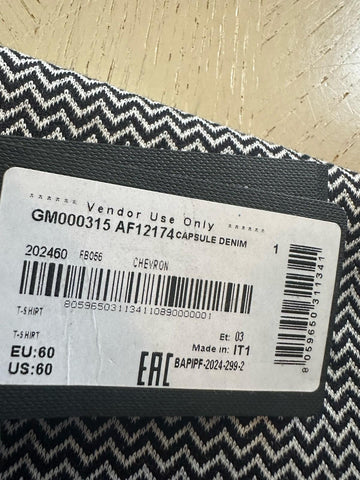 ****** Vendor Use Only ******
GM000315 AF12174 CAPSULE DENIM 1
202460 FB056 CHEVRON
T-SHIRT 805965031134110890000001
T-SHIRT Et: 03
EU:60 Made in: IT1
US:60 EAC BAPIPF-2024-299-2
8059650311341